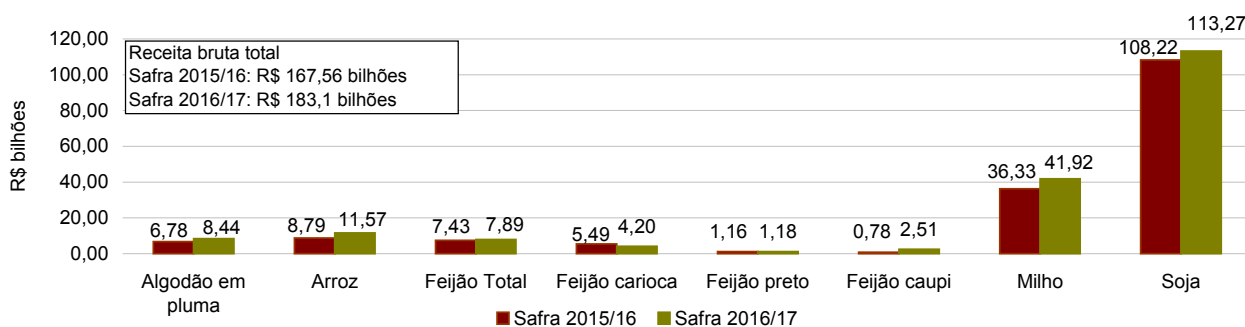 R$ bilhões
120,00
100,00
80,00
60,00
40,00
20,00
0,00
Receita bruta total
Safra 2015/16: R$ 167,56 bilhões
Safra 2016/17: R$ 183,1 bilhões
6,78 8,44
8,79 11,57
7,43 7,89
5,49 4,20
1,16 1,18
0,78 2,51
36,33 41,92
108,22 113,27
Algodão em
pluma
Arroz
Feijão Total
Feijão carioca
Feijão preto
Feijão caupi
Milho
Soja
Safra 2015/16
Safra 2016/17